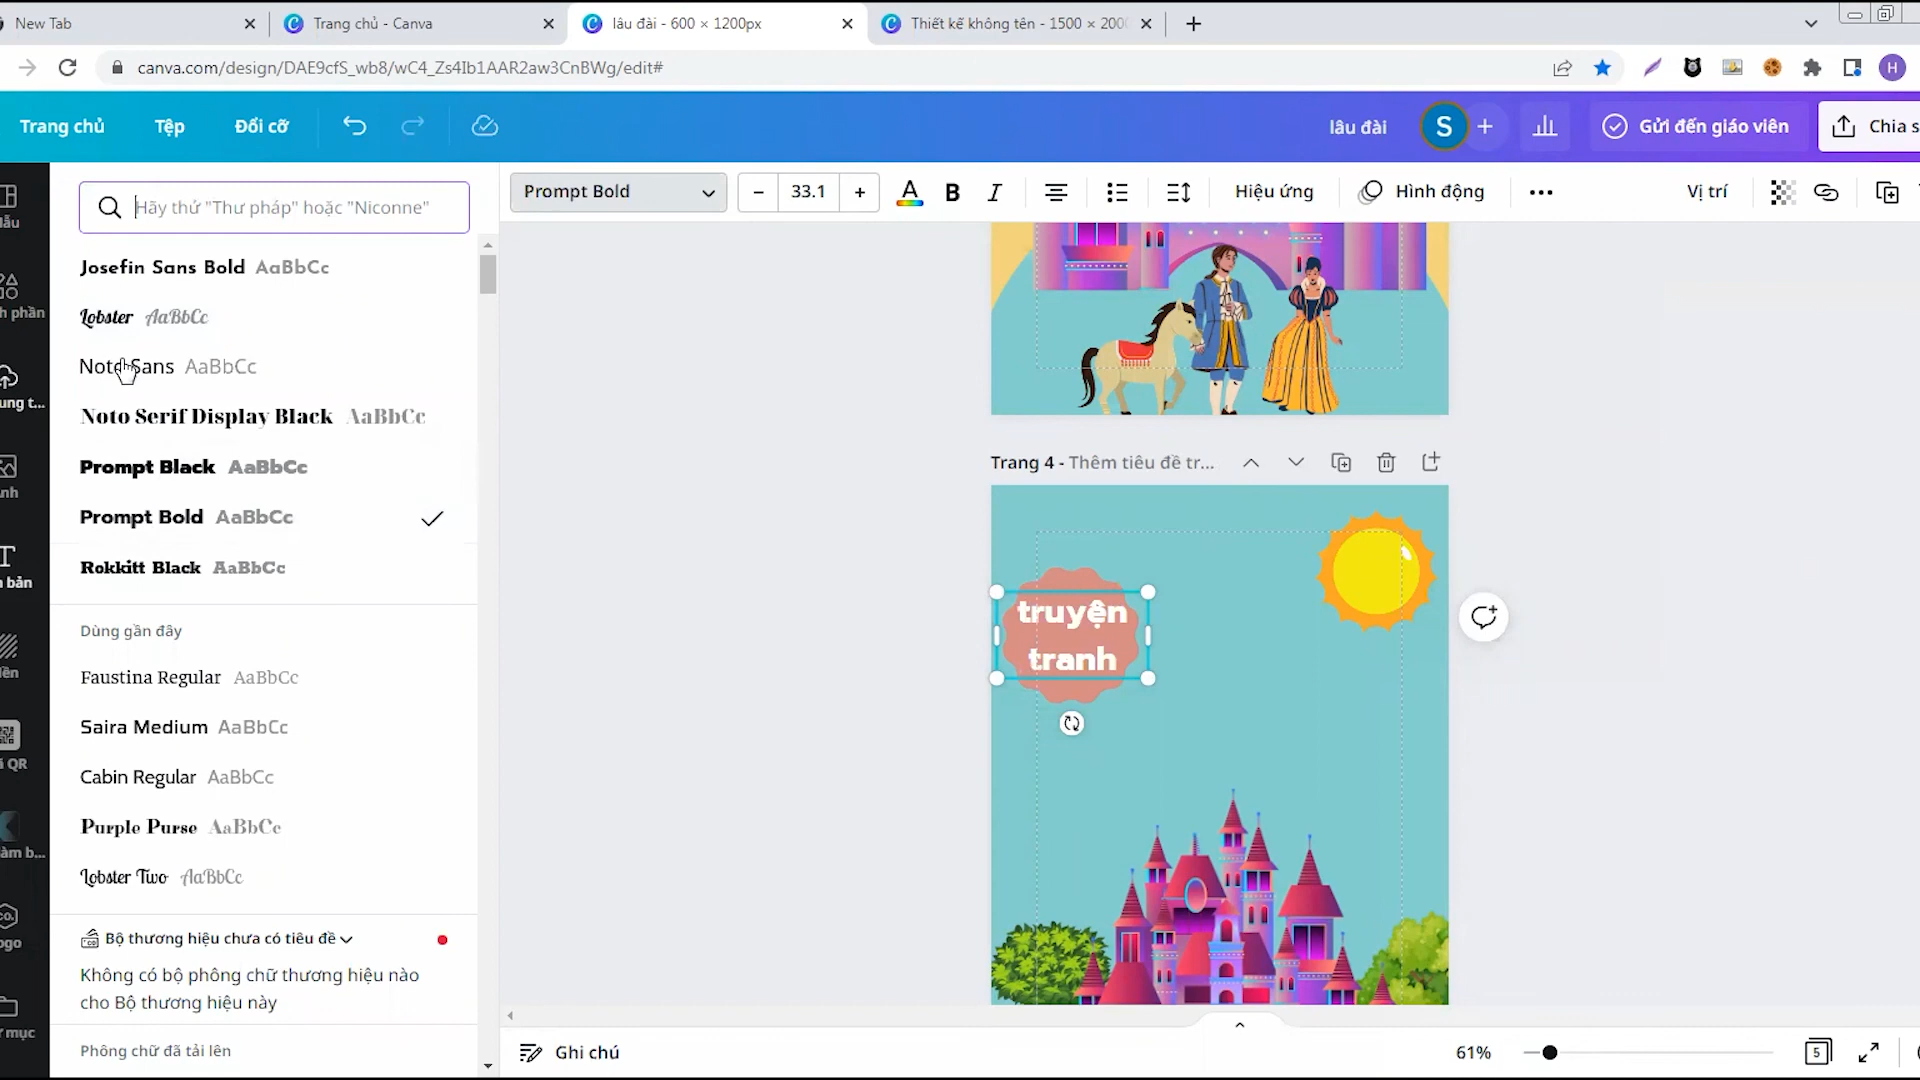 New Tab
Trang chủ - Canva
lâu đài - 600 × 1200px
Thiết kế không tên - 1500 × 200
canva.com/design/DAE9cfS_wb8/wC4_Zs4Ib1AAR2aw3CnBWg/edit#
H
Trang chủ
Tệp
Đổi cỡ
lâu đài
S
Gửi đến giáo viên
Chia s
Hãy thử "Thư pháp" hoặc "Niconne"
Prompt Bold
33.1
A
B
I
Hiệu ứng
Hình động
Vị trí
Josefin Sans Bold AaBbCc
Lobster AaBbCc
Noto Sans AaBbCc
Noto Serif Display Black AaBbCc
Prompt Black AaBbCc
Prompt Bold AaBbCc
Rokkitt Black AaBbCc
Dùng gần đây
Faustina Regular AaBbCc
Saira Medium AaBbCc
Cabin Regular AaBbCc
Purple Purse AaBbCc
Lobster Two AaBbCc
Bộ thương hiệu chưa có tiêu đề
Không có bộ phông chữ thương hiệu nào
cho Bộ thương hiệu này
Phông chữ đã tải lên
Trang 4 - Thêm tiêu đề tr...
truyện
tranh
Ghi chú
61%
5